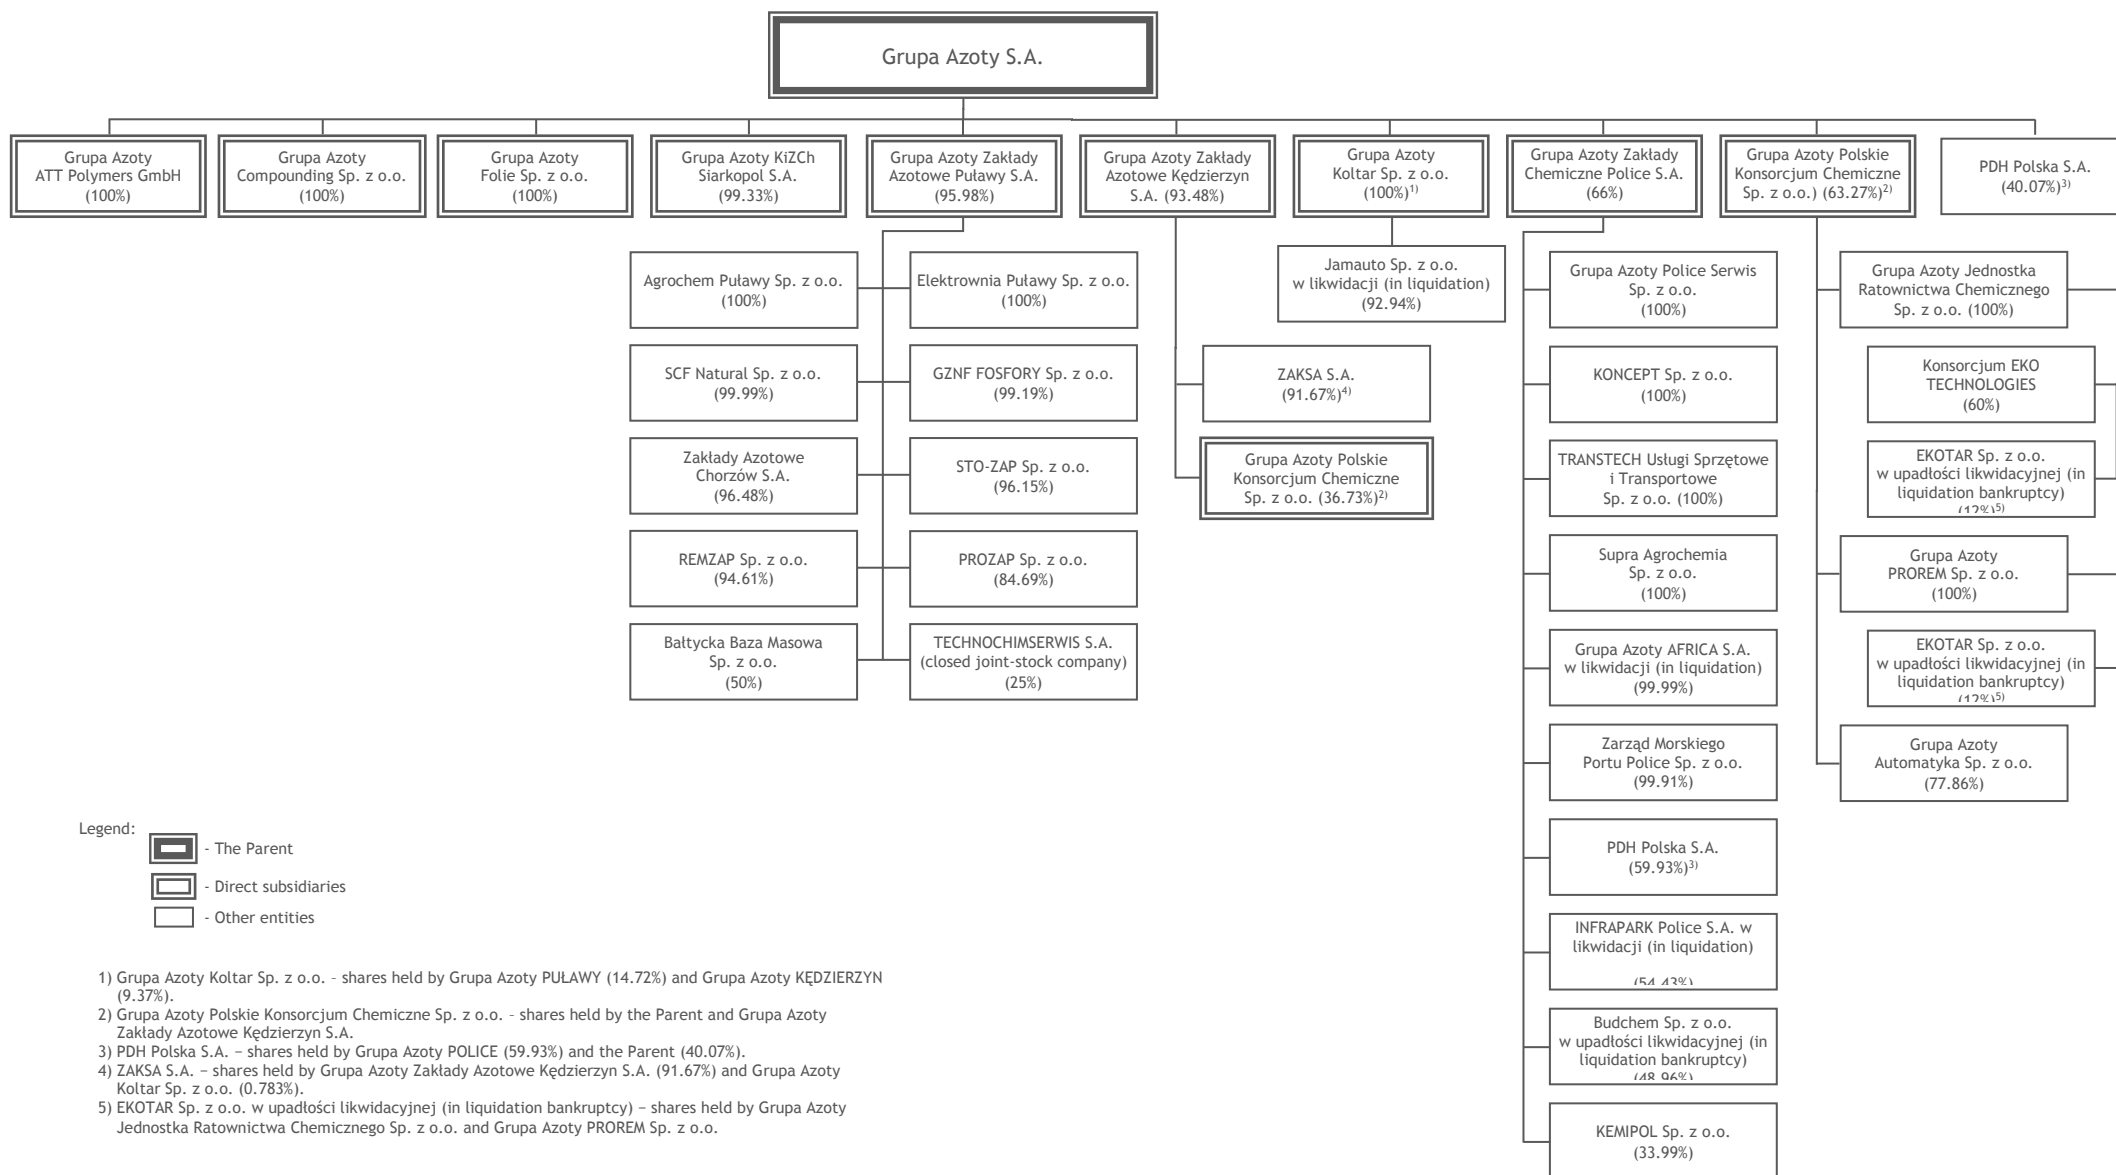 Grupa Azoty S.A.
Grupa Azoty
ATT Polymers GmbH
(100%)
Grupa Azoty
Compounding Sp. z o.o.
(100%)
Grupa Azoty
Folie Sp. z o.o.
(100%)
Grupa Azoty KiZCh
Siarkopol S.A.
(99.33%)
Grupa Azoty Zakłady
Azotowe Puławy S.A.
(95.98%)
Grupa Azoty Zakłady
Azotowe Kędzierzyn
S.A. (93.48%)
Grupa Azoty
Koltar Sp. z o.o.
(100%)1)
Grupa Azoty Zakłady
Chemiczne Police S.A.
(66%)
Grupa Azoty Polskie
Konsorcjum Chemiczne
Sp. z o.o.) (63.27%)2)
PDH Polska S.A.
(40.07%)3)
Agrochem Puławy Sp. z o.o.
(100%)
Elektrownia Puławy Sp. z o.o.
(100%)
SCF Natural Sp. z o.o.
(99.99%)
GZNF FOSFORY Sp. z o.o.
(99.19%)
Zakłady Azotowe
Chorzów S.A.
(96.48%)
STO-ZAP Sp. z o.o.
(96.15%)
REMZAP Sp. z o.o.
(94.61%)
PROZAP Sp. z o.o.
(84.69%)
Bałtycka Baza Masowa
Sp. z o.o.
(50%)
TECHNOCHIMSERWIS S.A.
(closed joint-stock company)
(25%)
ZAKSA S.A.
(91.67%)4)
Grupa Azoty Polskie
Konsorcjum Chemiczne
Sp. z o.o. (36.73%)2)
Jamauto Sp. z o.o.
w likwidacji (in liquidation)
(92.94%)
Grupa Azoty Police Serwis
Sp. z o.o.
(100%)
KONCEPT Sp. z o.o.
(100%)
TRANSTECH Usługi Sprzętowe
i Transportowe
Sp. z o.o. (100%)
Supra Agrochemia
Sp. z o.o.
(100%)
Grupa Azoty AFRICA S.A.
w likwidacji (in liquidation)
(99.99%)
Zarząd Morskiego
Portu Police Sp. z o.o.
(99.91%)
PDH Polska S.A.
(59.93%)3)
INFRAPARK Police S.A. w
likwidacji (in liquidation)
(54.43%)
Budchem Sp. z o.o.
w upadłości likwidacyjnej (in
liquidation bankruptcy)
(48.96%)
KEMIPOL Sp. z o.o.
(33.99%)
Grupa Azoty Jednostka
Ratownictwa Chemicznego
Sp. z o.o. (100%)
Konsorcjum EKO
TECHNOLOGIES
(60%)
EKOTAR Sp. z o.o.
w upadłości likwidacyjnej (in
liquidation bankruptcy)
(12%)5)
Grupa Azoty
PROREM Sp. z o.o.
(100%)
EKOTAR Sp. z o.o.
w upadłości likwidacyjnej (in
liquidation bankruptcy)
(12%)5)
Grupa Azoty
Automatyka Sp. z o.o.
(77.86%)
Legend:
- The Parent
- Direct subsidiaries
- Other entities
1) Grupa Azoty Koltar Sp. z o.o. - shares held by Grupa Azoty PUŁAWY (14.72%) and Grupa Azoty KĘDZIERZYN
(9.37%).
2) Grupa Azoty Polskie Konsorcjum Chemiczne Sp. z o.o. - shares held by the Parent and Grupa Azoty
Zakłady Azotowe Kędzierzyn S.A.
3) PDH Polska S.A. – shares held by Grupa Azoty POLICE (59.93%) and the Parent (40.07%).
4) ZAKSA S.A. – shares held by Grupa Azoty Zakłady Azotowe Kędzierzyn S.A. (91.67%) and Grupa Azoty
Koltar Sp. z o.o. (0.783%).
5) EKOTAR Sp. z o.o. w upadłości likwidacyjnej (in liquidation bankruptcy) – shares held by Grupa Azoty
Jednostka Ratownictwa Chemicznego Sp. z o.o. and Grupa Azoty PROREM Sp. z o.o.